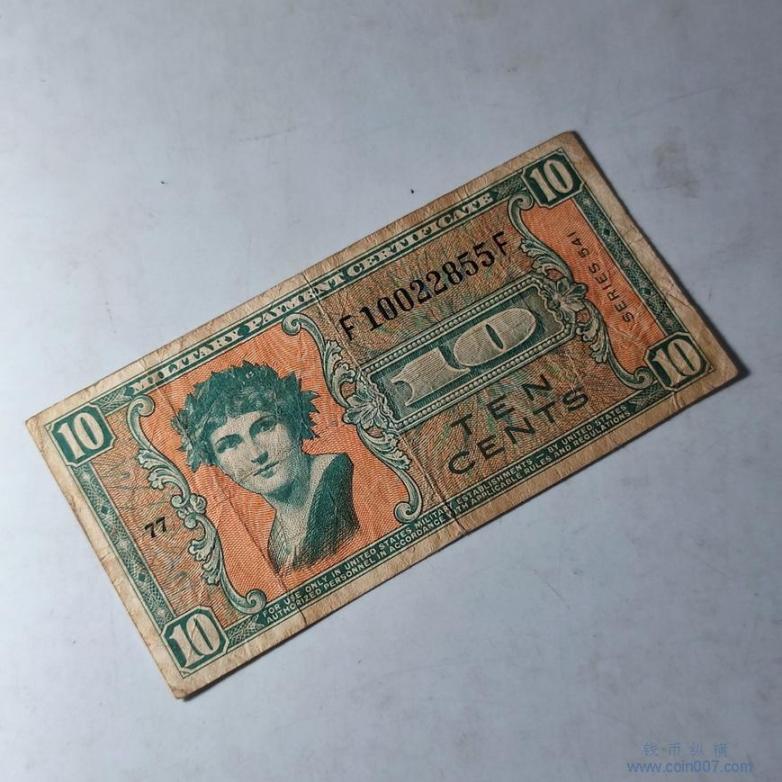 10
MILITARY PAYMENT CERTIFICATE
10
F10022855F
SERIES 541
10
TEN
CENTS
77
10
10
FOR USE ONLY IN UNITED STATES MILITARY ESTABLISHMENTS — BY UNITED STATES
AUTHORIZED PERSONNEL IN ACCORDANCE WITH APPLICABLE RULES AND REGULATIONS
钱币纵横
www.coin007.com